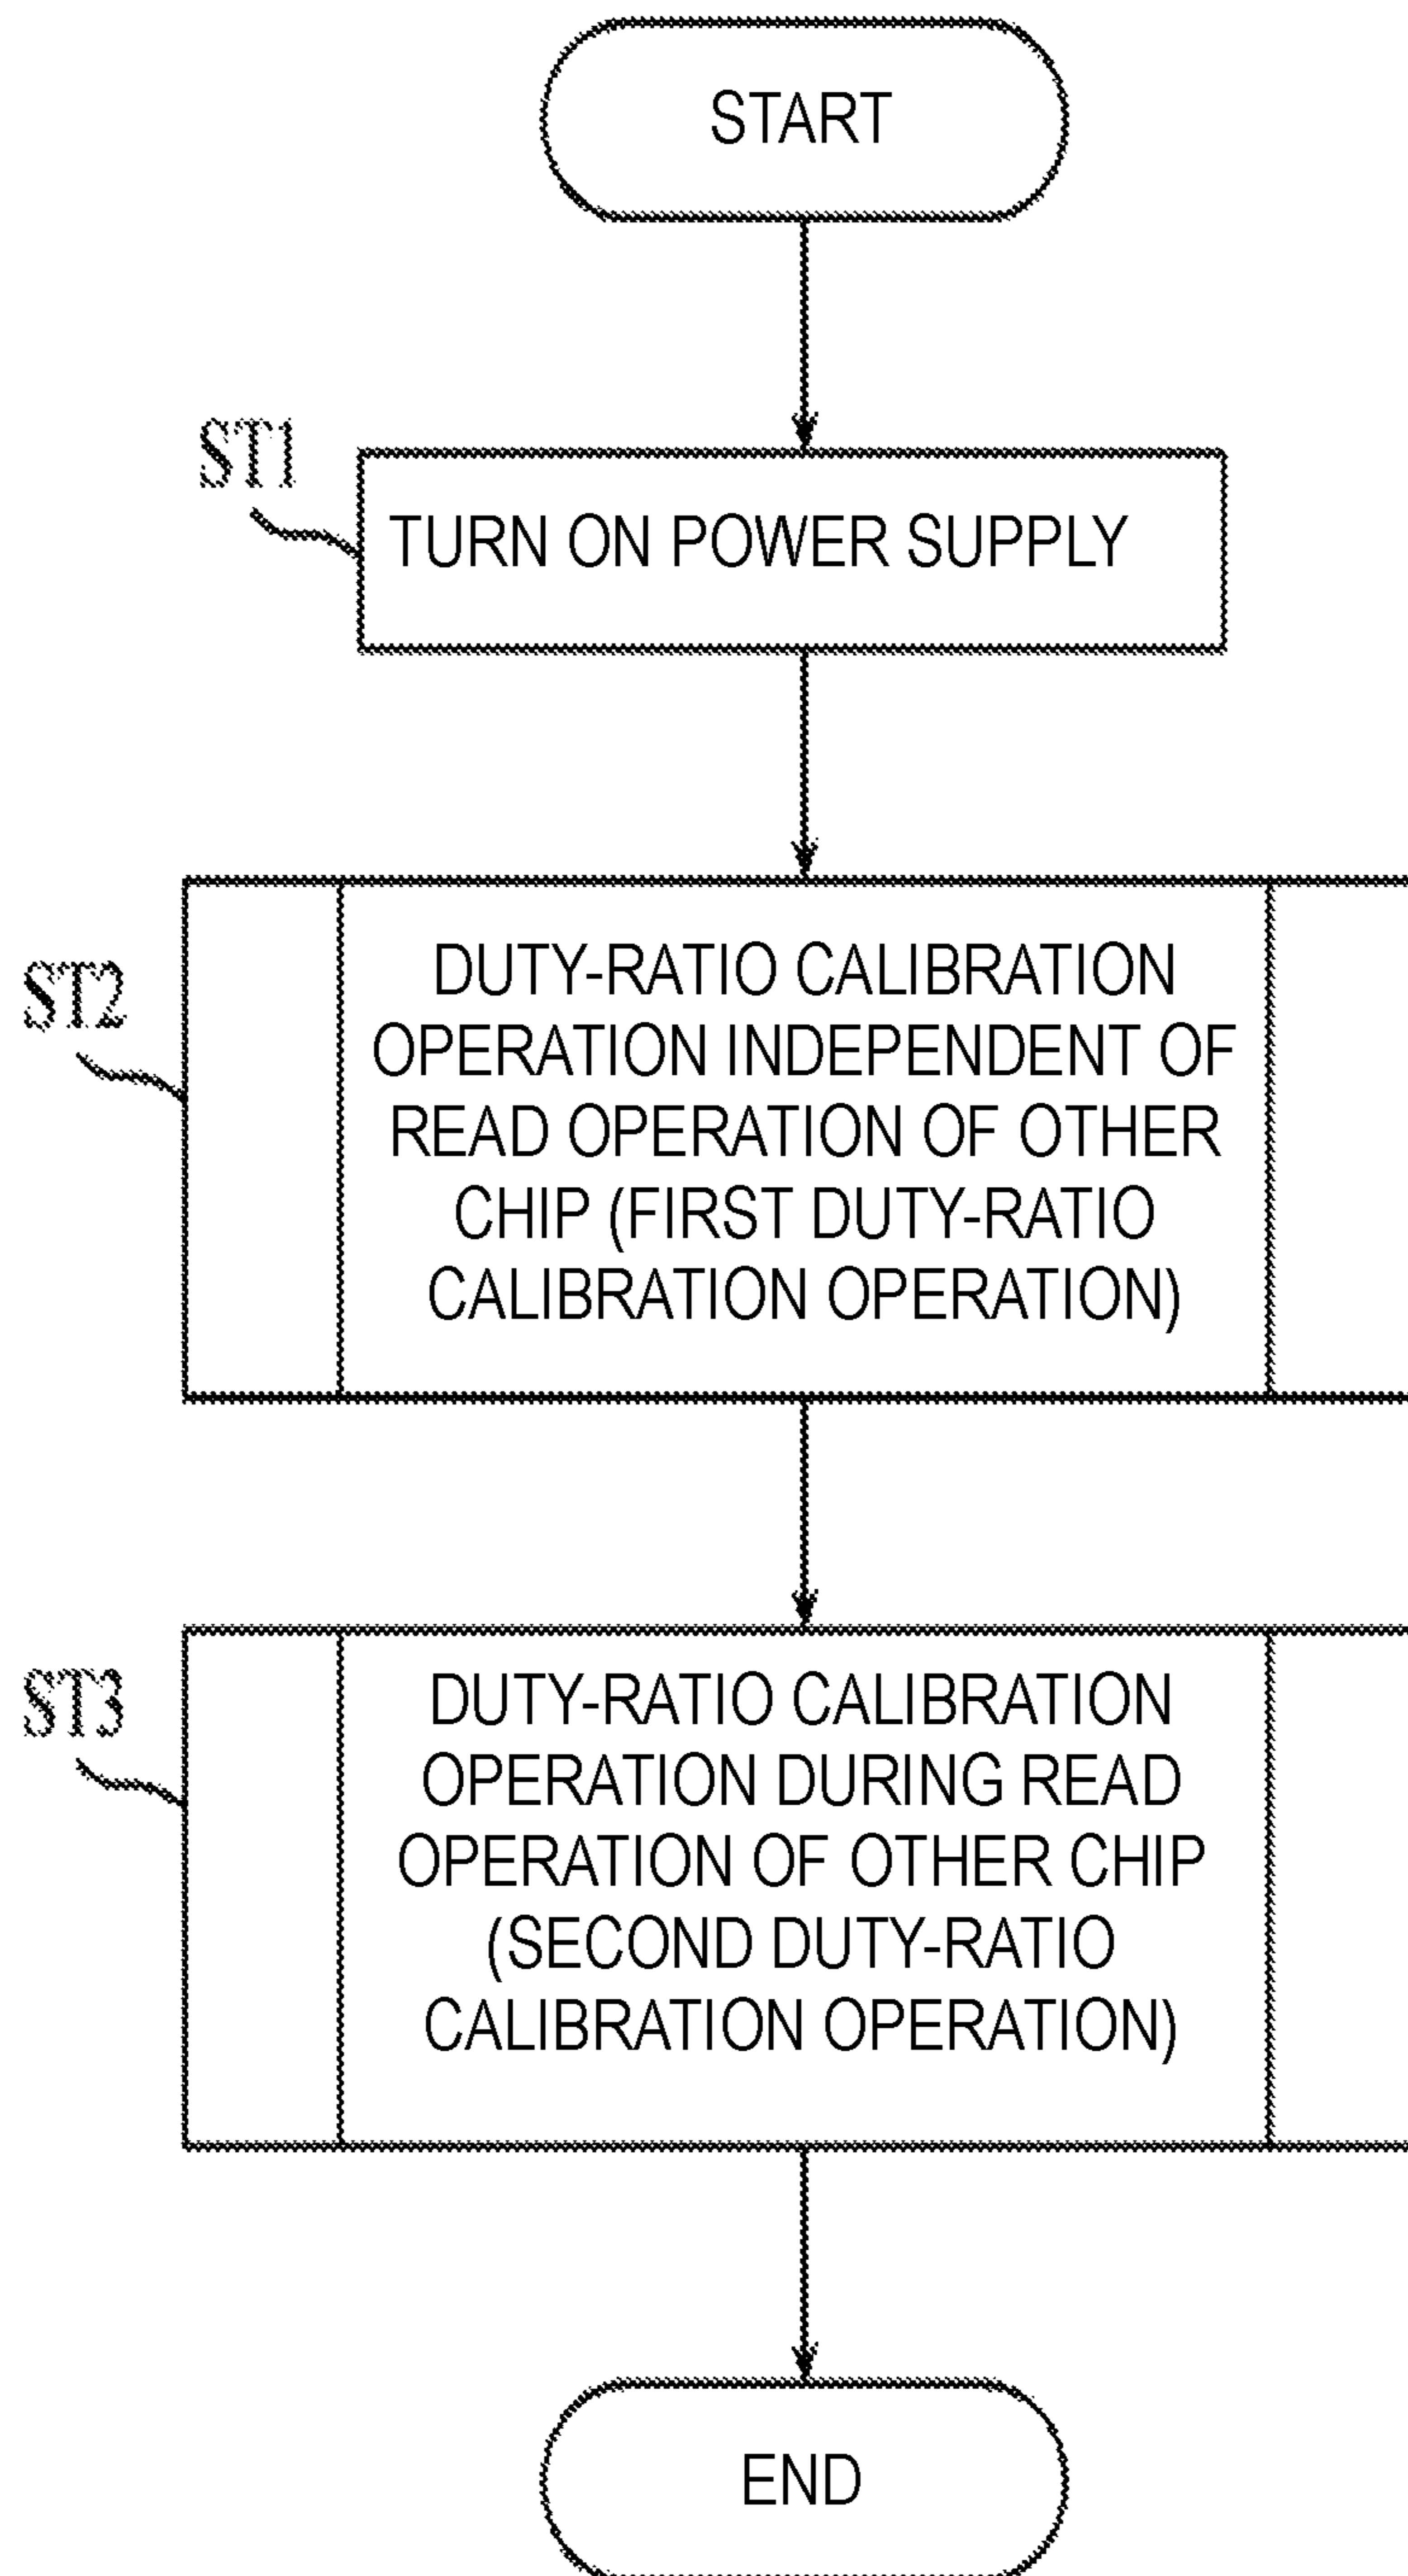 START
ST1
TURN ON POWER SUPPLY
ST2
DUTY-RATIO CALIBRATION
OPERATION INDEPENDENT OF
READ OPERATION OF OTHER
CHIP (FIRST DUTY-RATIO
CALIBRATION OPERATION)
ST3
DUTY-RATIO CALIBRATION
OPERATION DURING READ
OPERATION OF OTHER CHIP
(SECOND DUTY-RATIO
CALIBRATION OPERATION)
END